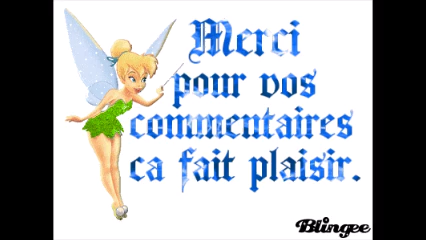 Merci
pour vos
commentaires
ca fait plaisir.
Blingee